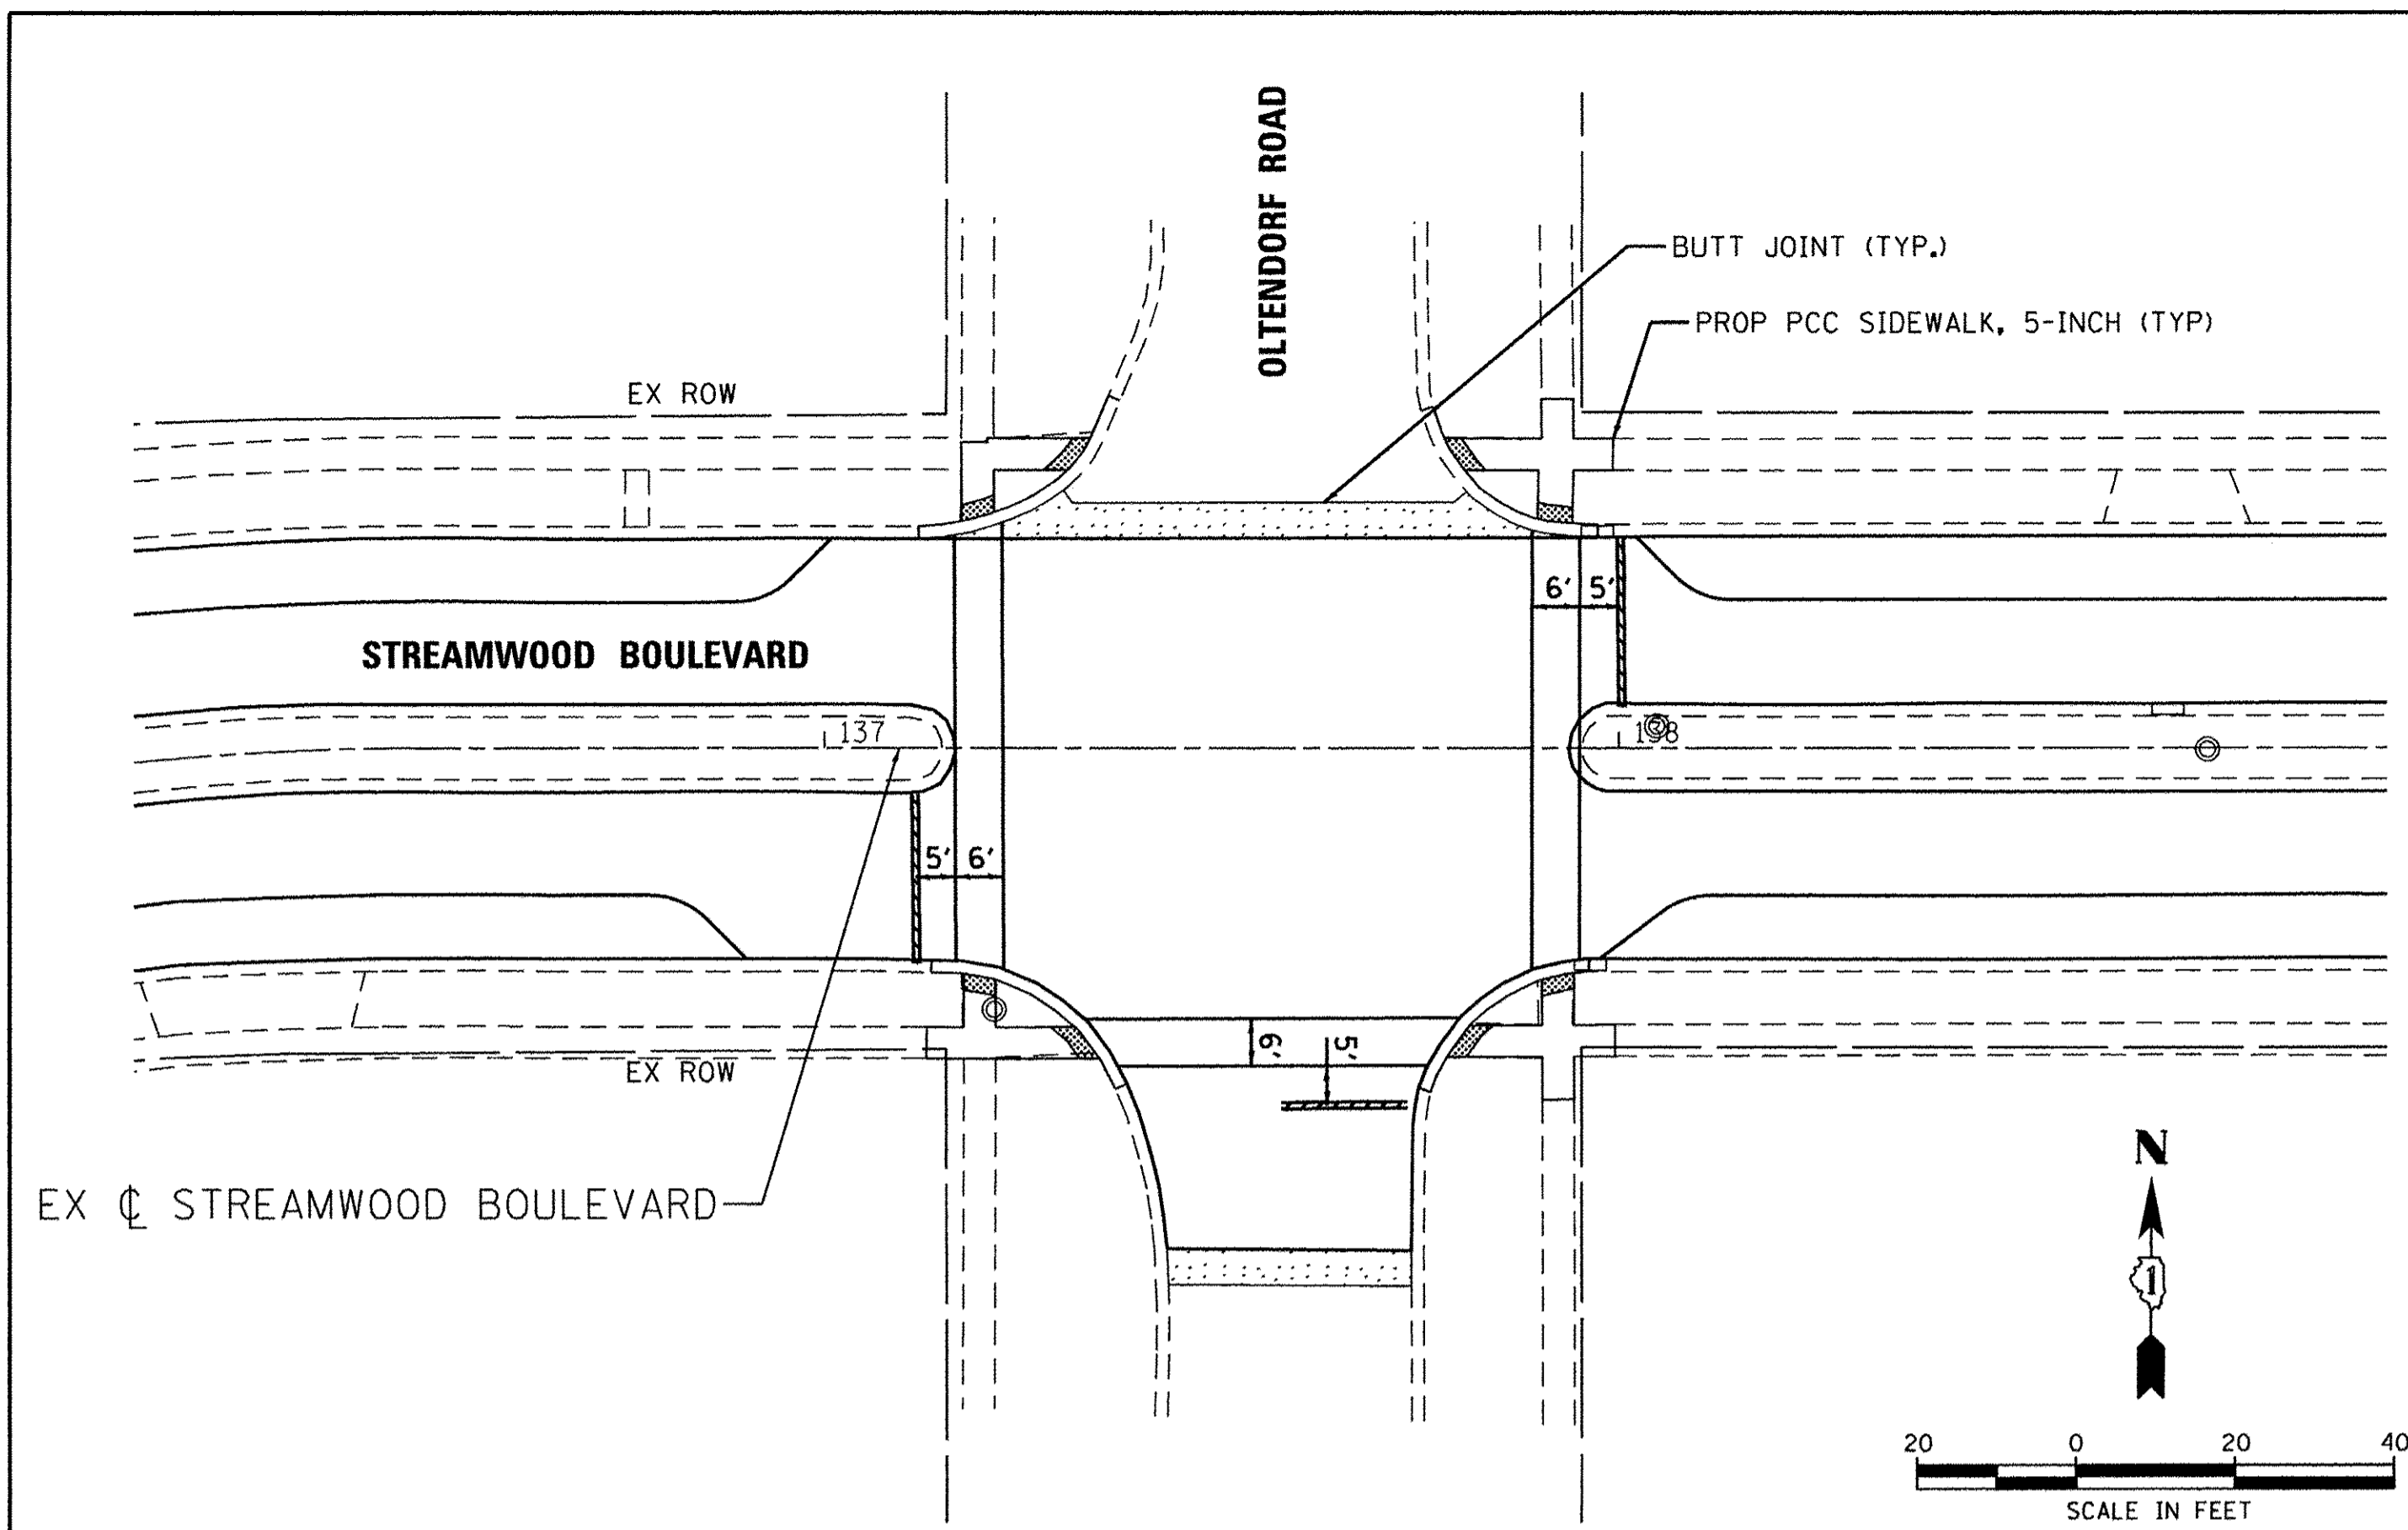 OLTENDORF ROAD
BUTT JOINT (TYP.)
PROP PCC SIDEWALK, 5-INCH (TYP)
EX ROW
6' 5'
STREAMWOOD BOULEVARD
137
138
5' 6'
6'
5'
EX ROW
EX ℄ STREAMWOOD BOULEVARD
N
1
20 0 20 40
SCALE IN FEET